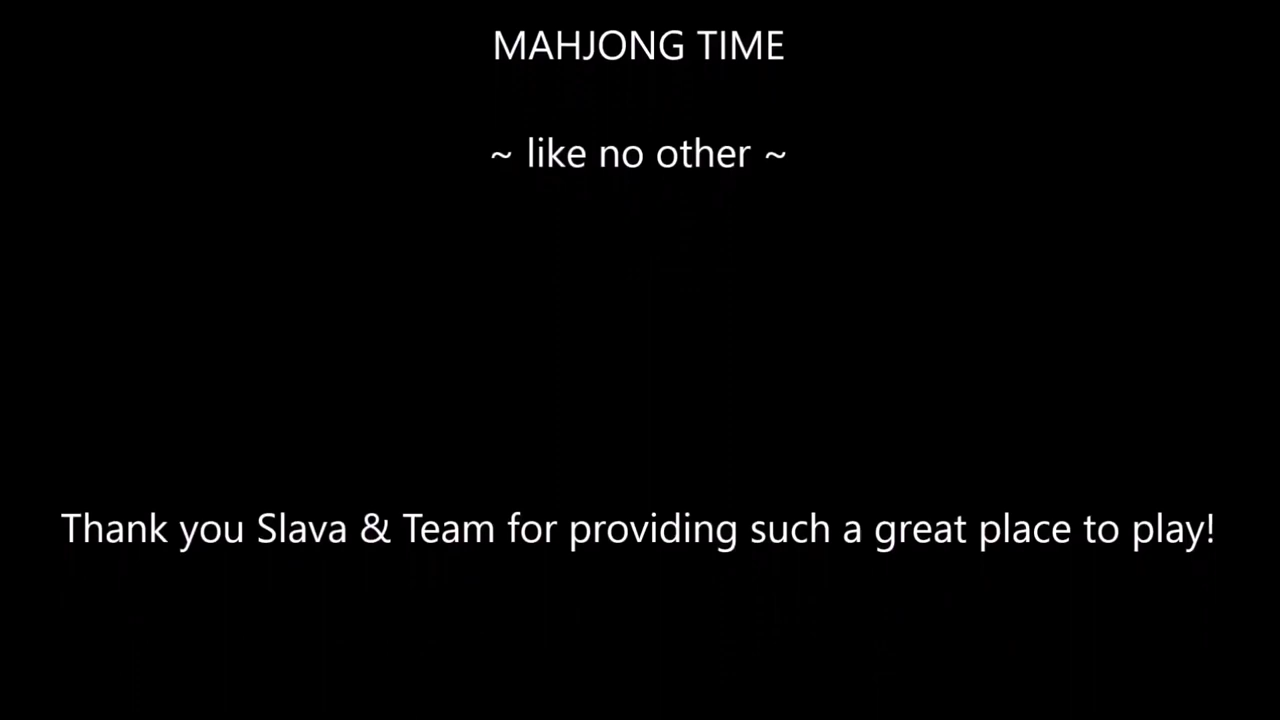 MAHJONG TIME
~ like no other ~
Thank you Slava & Team for providing such a great place to play!